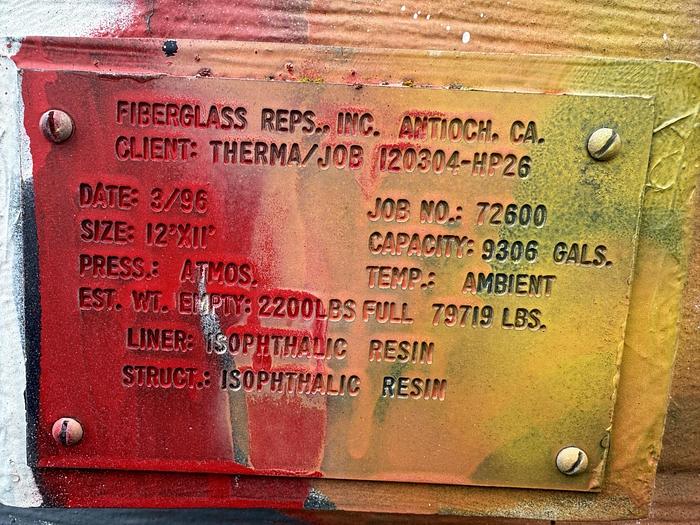 FIBERGLASS REPS., INC. ANTIOCH, CA.
CLIENT: THERMA/JOB 120304-HP26
DATE: 3/96 JOB NO.: 72600
SIZE: 12'X11' CAPACITY: 9306 GALS.
PRESS.: ATMOS. TEMP.: AMBIENT
EST. WT. EMPTY: 2200LBS FULL 79719 LBS.
LINER: ISOPHTHALIC RESIN
STRUCT.: ISOPHTHALIC RESIN